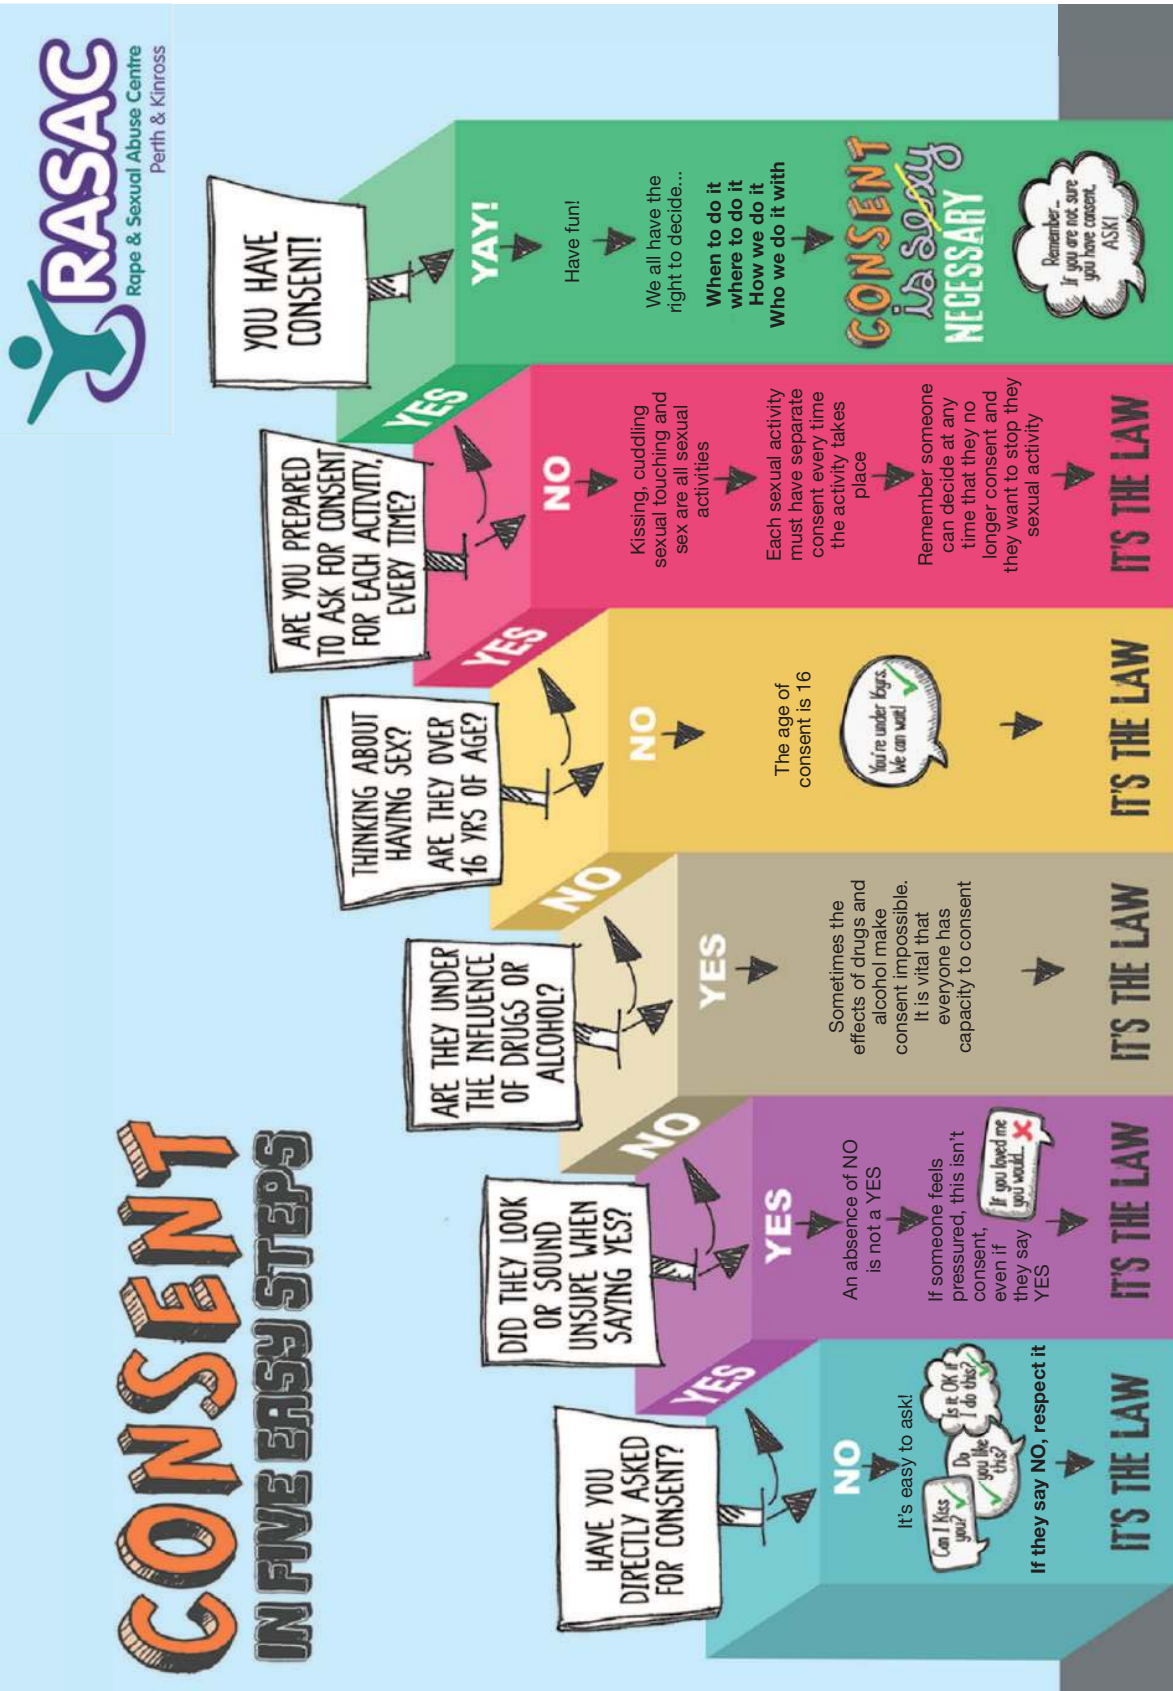 CONSENT
IN FIVE EASY STEPS
RASAC
Rape & Sexual Abuse Centre
Perth & Kinross
HAVE YOU
DIRECTLY ASKED
FOR CONSENT?
NO
It's easy to ask!
Can I Kiss
you?
Do
you like
this?
Is it OK if
I do this?
If they say NO, respect it
IT'S THE LAW
YES
DID THEY LOOK
OR SOUND
UNSURE WHEN
SAYING YES?
YES
An absence of NO
is not a YES
If someone feels
pressured, this isn't
consent,
even if
they say
YES
If you loved me
you would...
IT'S THE LAW
NO
ARE THEY UNDER
THE INFLUENCE
OF DRUGS OR
ALCOHOL?
YES
Sometimes the
effects of drugs and
alcohol make
consent impossible.
It is vital that
everyone has
capacity to consent
IT'S THE LAW
NO
THINKING ABOUT
HAVING SEX?
ARE THEY OVER
16 YRS OF AGE?
NO
The age of
consent is 16
You're under 16yrs.
We can wait!
IT'S THE LAW
YES
ARE YOU PREPARED
TO ASK FOR CONSENT
FOR EACH ACTIVITY,
EVERY TIME?
NO
Kissing, cuddling
sexual touching and
sex are all sexual
activities
Each sexual activity
must have separate
consent every time
the activity takes
place
Remember someone
can decide at any
time that they no
longer consent and
they want to stop they
sexual activity
IT'S THE LAW
YES
YOU HAVE
CONSENT!
YAY!
Have fun!
We all have the
right to decide...
When to do it
where to do it
How we do it
Who we do it with
CONSENT
is sexy
NECESSARY
Remember...
If you are not sure
you have consent,
ASK!